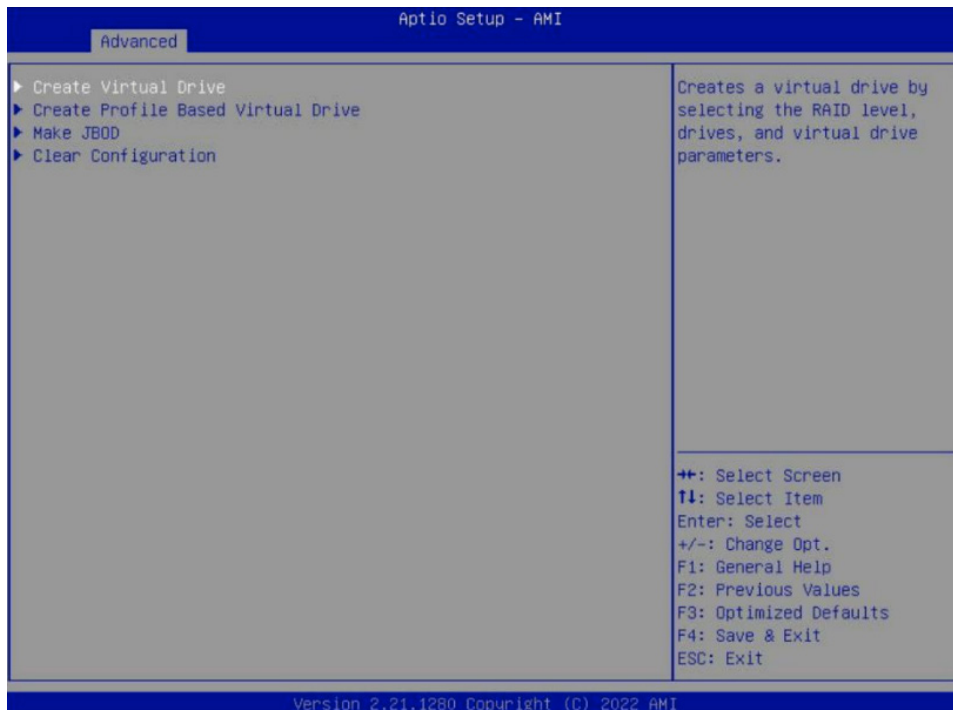 Aptio Setup - AMI
Advanced
Create Virtual Drive
Create Profile Based Virtual Drive
Make JBOD
Clear Configuration
Creates a virtual drive by
selecting the RAID level,
drives, and virtual drive
parameters.
→←: Select Screen
↑↓: Select Item
Enter: Select
+/-: Change Opt.
F1: General Help
F2: Previous Values
F3: Optimized Defaults
F4: Save & Exit
ESC: Exit
Version 2.21.1280 Copyright (C) 2022 AMI